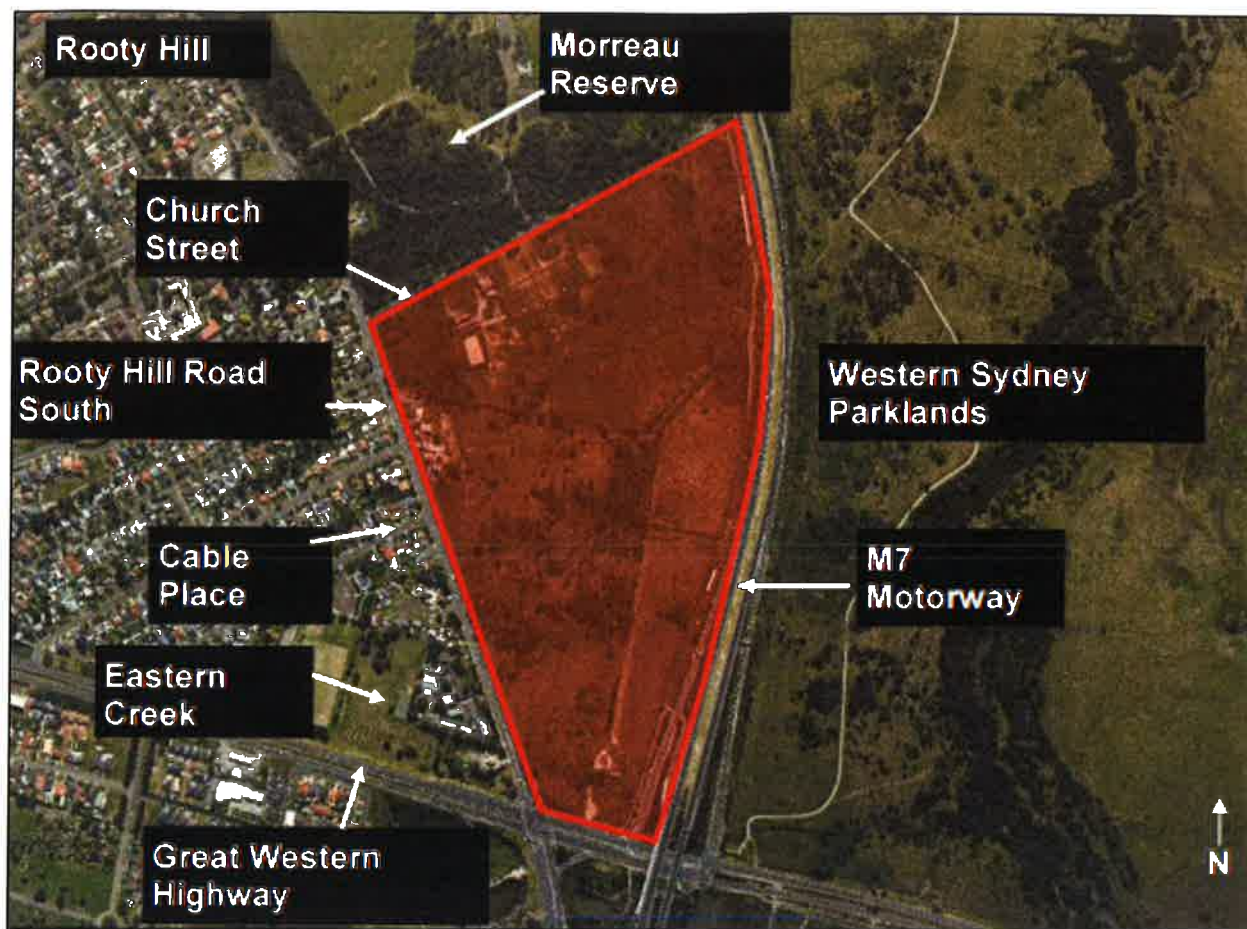 Rooty Hill
Morreau
Reserve
Church
Street
Rooty Hill Road
South
Western Sydney
Parklands
Cable
Place
M7
Motorway
Eastern
Creek
Great Western
Highway
N